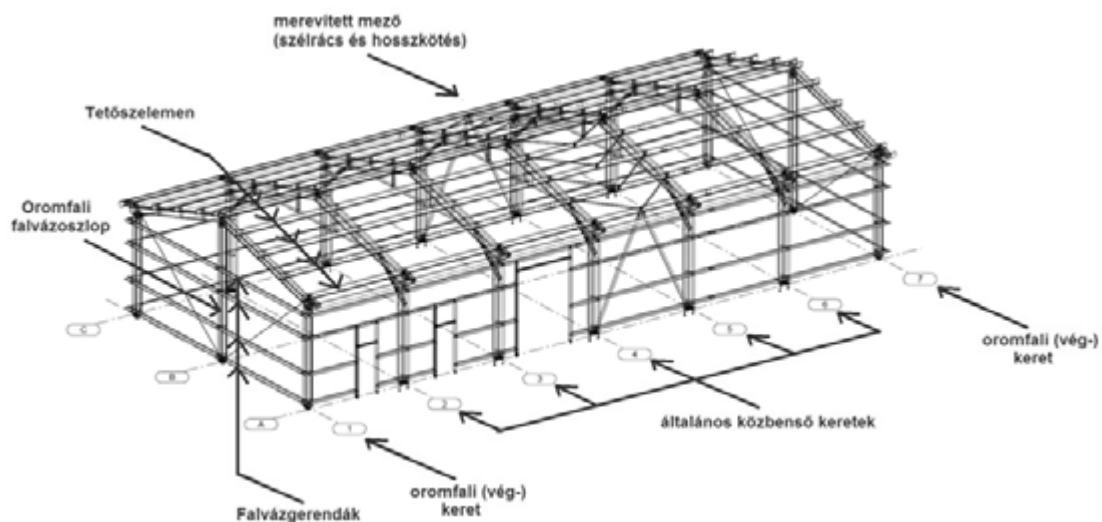 merevített mező
(szélrács és hosszkötés)
Tetőszelemen
Oromfali
falvázoszlop
C
B
A
1
2
3
4
5
6
7
oromfali (vég-)
keret
általános közbenső keretek
oromfali (vég-)
keret
Falvázgerendák